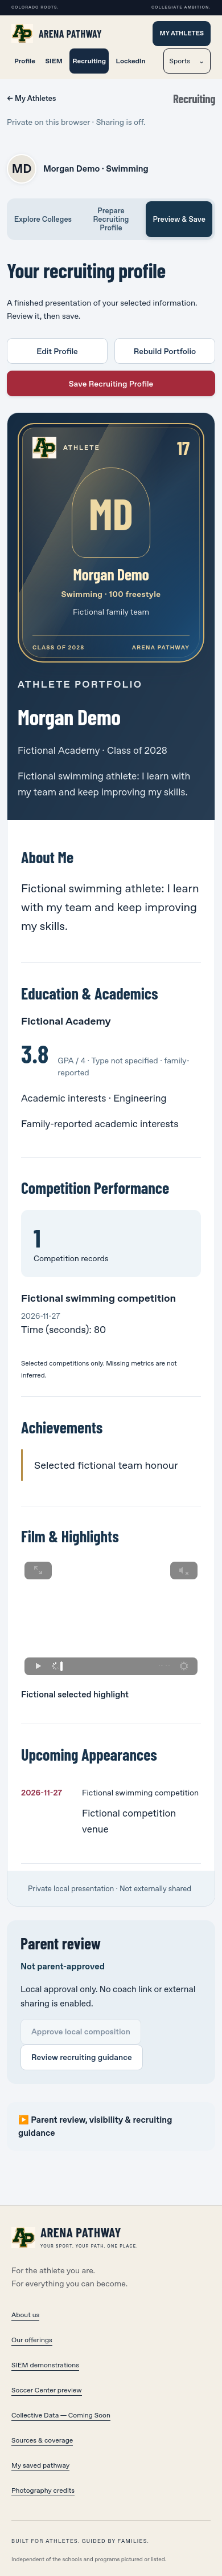 COLORADO ROOTS. COLLEGIATE AMBITION.
AP ARENA PATHWAY MY ATHLETES
Profile SIEM Recruiting LockedIn Sports
← My Athletes Recruiting
Private on this browser · Sharing is off.
MD Morgan Demo · Swimming
Explore Colleges
Prepare
Recruiting
Profile
Preview & Save
Your recruiting profile
A finished presentation of your selected information.
Review it, then save.
Edit Profile Rebuild Portfolio
Save Recruiting Profile
AP ATHLETE 17
MD
Morgan Demo
Swimming · 100 freestyle
Fictional family team
CLASS OF 2028 ARENA PATHWAY
ATHLETE PORTFOLIO
Morgan Demo
Fictional Academy · Class of 2028
Fictional swimming athlete: I learn with
my team and keep improving my skills.
About Me
Fictional swimming athlete: I learn
with my team and keep improving
my skills.
Education & Academics
Fictional Academy
3.8 GPA / 4 · Type not specified · family-
reported
Academic interests · Engineering
Family-reported academic interests
Competition Performance
1
Competition records
Fictional swimming competition
2026-11-27
Time (seconds): 80
Selected competitions only. Missing metrics are not
inferred.
Achievements
Selected fictional team honour
Film & Highlights
Fictional selected highlight
Upcoming Appearances
2026-11-27 Fictional swimming competition
Fictional competition
venue
Private local presentation · Not externally shared
Parent review
Not parent-approved
Local approval only. No coach link or external
sharing is enabled.
Approve local composition
Review recruiting guidance
Parent review, visibility & recruiting
guidance
AP ARENA PATHWAY
YOUR SPORT. YOUR PATH. ONE PLACE.
For the athlete you are.
For everything you can become.
About us
Our offerings
SIEM demonstrations
Soccer Center preview
Collective Data — Coming Soon
Sources & coverage
My saved pathway
Photography credits
BUILT FOR ATHLETES. GUIDED BY FAMILIES.
Independent of the schools and programs pictured or listed.